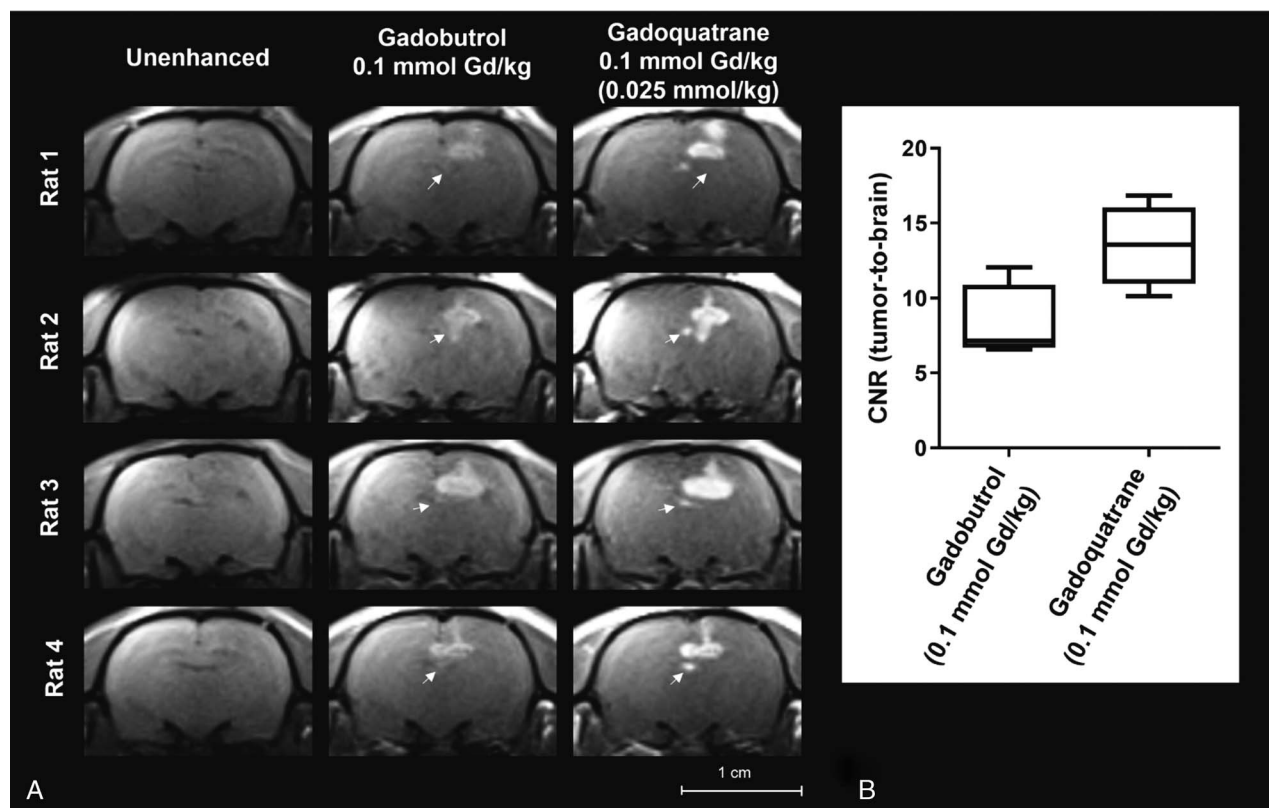 Unenhanced
Gadobutrol
0.1 mmol Gd/kg
Gadoquatrane
0.1 mmol Gd/kg
(0.025 mmol/kg)
Rat 1
Rat 2
Rat 3
Rat 4
1 cm
A
20
15
10
5
0
CNR (tumor-to-brain)
Gadobutrol
(0.1 mmol Gd/kg)
Gadoquatrane
(0.1 mmol Gd/kg)
B